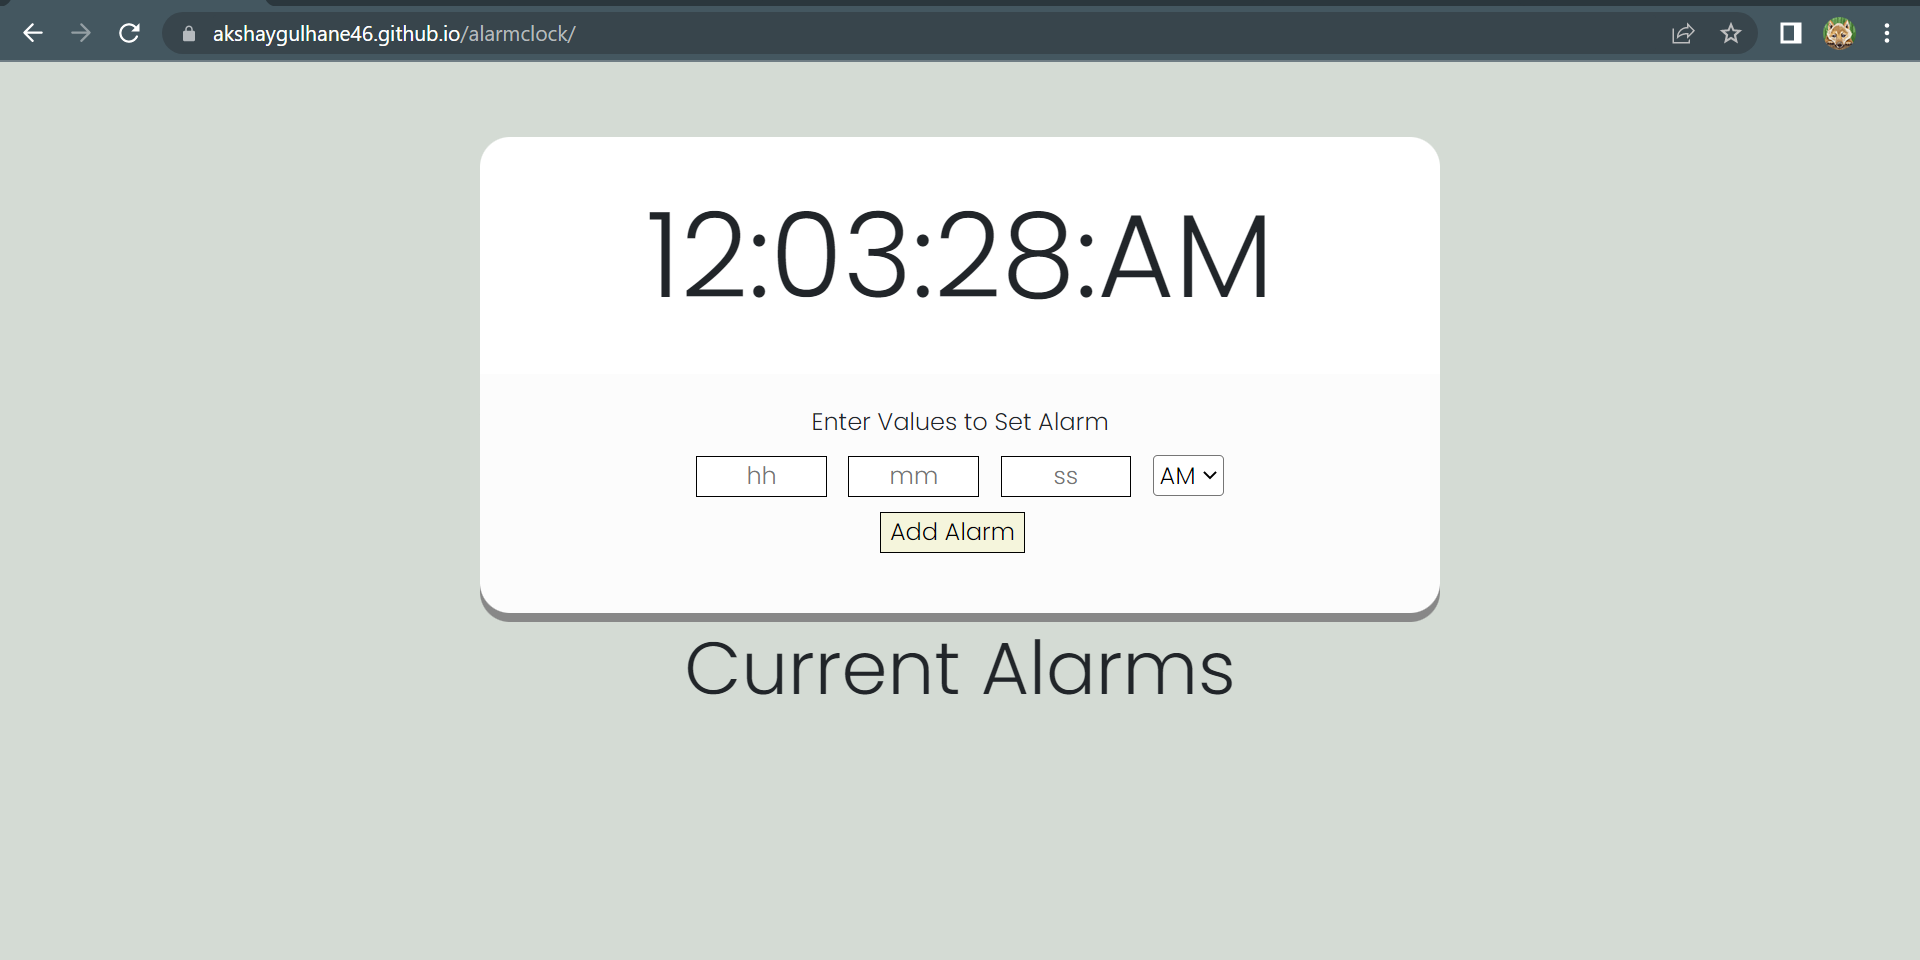 akshaygulhane46.github.io/alarmclock/
12:03:28:AM
Enter Values to Set Alarm
hh mm ss AM
Add Alarm
Current Alarms